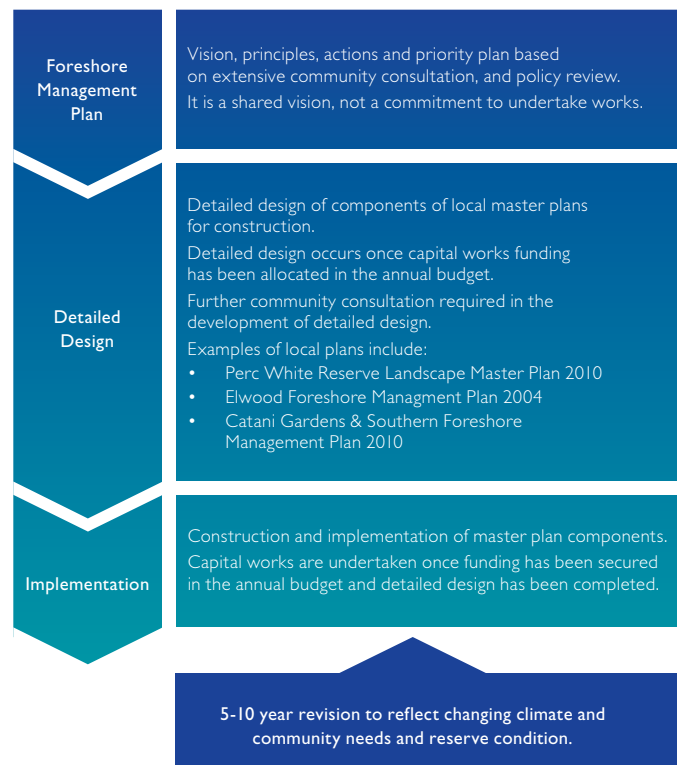 Foreshore
Management
Plan
Vision, principles, actions and priority plan based
on extensive community consultation, and policy review.
It is a shared vision, not a commitment to undertake works.
Detailed
Design
Detailed design of components of local master plans
for construction.
Detailed design occurs once capital works funding
has been allocated in the annual budget.
Further community consultation required in the
development of detailed design.
Examples of local plans include:
• Perc White Reserve Landscape Master Plan 2010
• Elwood Foreshore Managment Plan 2004
• Catani Gardens & Southern Foreshore
Management Plan 2010
Implementation
Construction and implementation of master plan components.
Capital works are undertaken once funding has been secured
in the annual budget and detailed design has been completed.
5-10 year revision to reflect changing climate and
community needs and reserve condition.